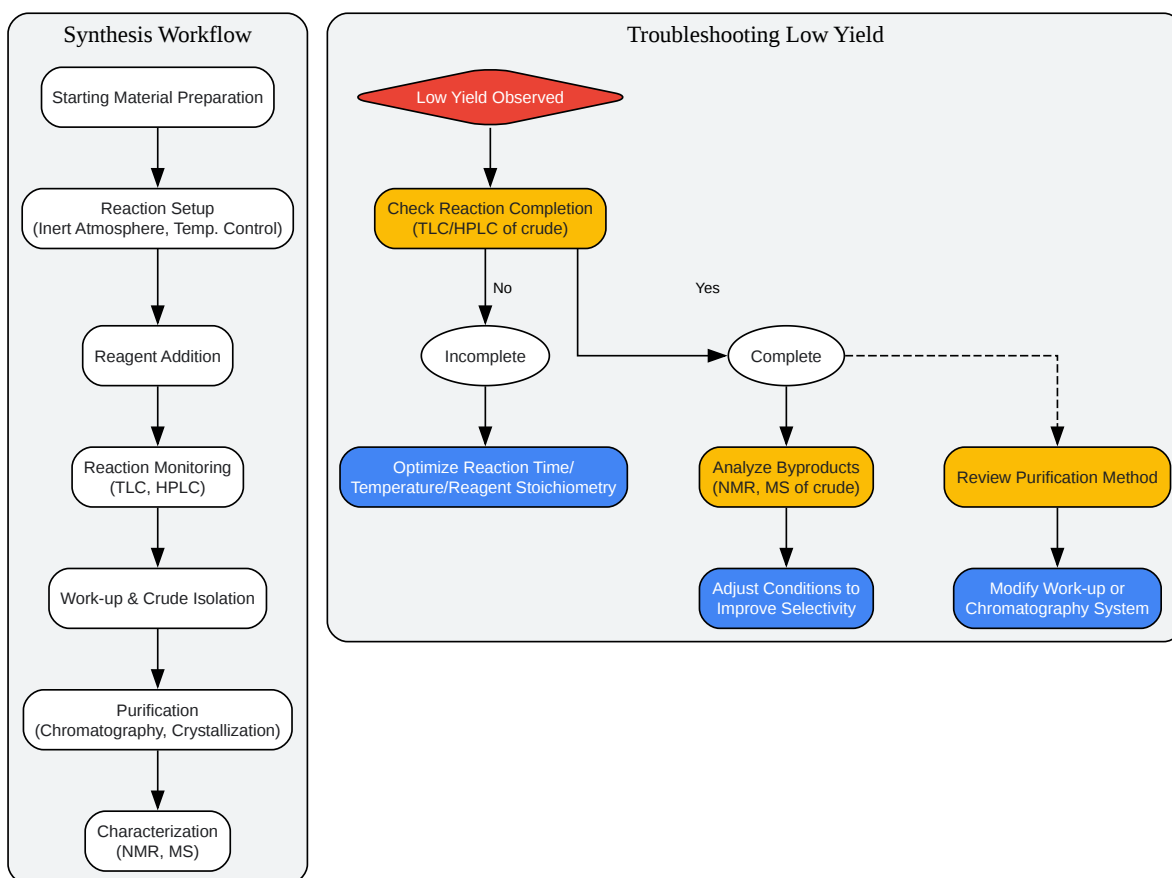 Synthesis Workflow
Starting Material Preparation
Reaction Setup
(Inert Atmosphere, Temp. Control)
Reagent Addition
Reaction Monitoring
(TLC, HPLC)
Work-up & Crude Isolation
Purification
(Chromatography, Crystallization)
Characterization
(NMR, MS)
Troubleshooting Low Yield
Low Yield Observed
Check Reaction Completion
(TLC/HPLC of crude)
No
Yes
Incomplete
Complete
Optimize Reaction Time/
Temperature/Reagent Stoichiometry
Analyze Byproducts
(NMR, MS of crude)
Review Purification Method
Adjust Conditions to
Improve Selectivity
Modify Work-up or
Chromatography System